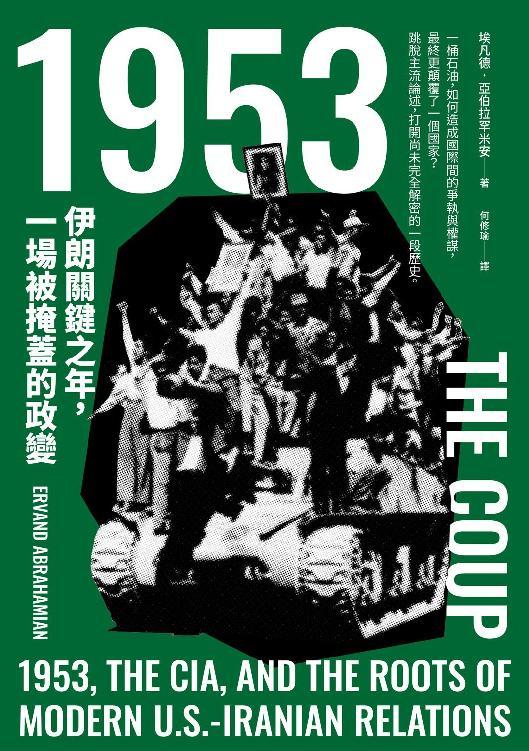 1953
埃凡德．亞伯拉罕米安——著
何修瑜——譯
一桶石油，如何造成國際間的爭執與權謀，
最終更顛覆了一個國家？
跳脫主流論述，打開尚未完全解密的一段歷史。
伊朗關鍵之年，
一場被掩蓋的政變
ERVAND ABRAHAMIAN
THE COUP
1953, THE CIA, AND THE ROOTS OF
MODERN U.S.-IRANIAN RELATIONS